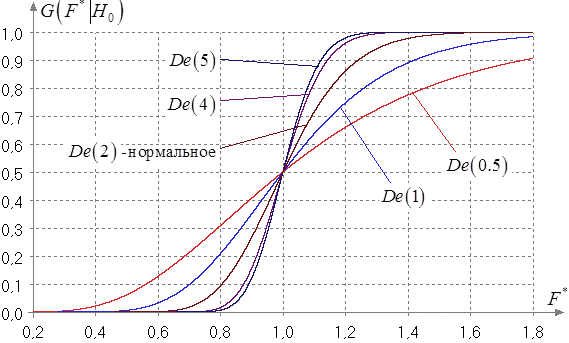 G(F*|H₀)
1,0
0,9
De(5)
0,8
De(4)
0,7
0,6
De(2) -нормальное
0,5
De(0.5)
0,4
De(1)
0,3
0,2
0,1
0,0
F*
0,2 0,4 0,6 0,8 1,0 1,2 1,4 1,6 1,8